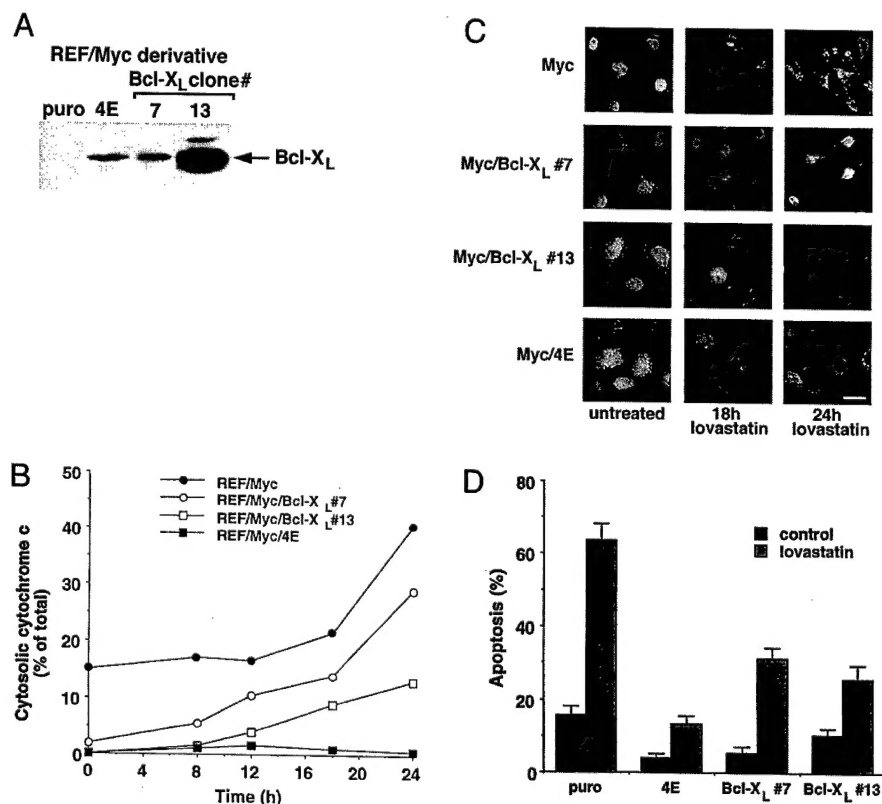 A
REF/Myc derivative
Bcl-XL clone#
puro 4E 7 13
Bcl-XL
B
Cytosolic cytochrome c
(% of total)
50
40
30
20
10
0
REF/Myc
REF/Myc/Bcl-X L#7
REF/Myc/Bcl-X L#13
REF/Myc/4E
0 4 8 12 16 20 24
Time (h)
C
Myc
Myc/Bcl-XL #7
Myc/Bcl-XL #13
Myc/4E
untreated
18h
lovastatin
24h
lovastatin
D
Apoptosis (%)
80
60
40
20
0
control
lovastatin
puro 4E Bcl-XL #7 Bcl-XL #13